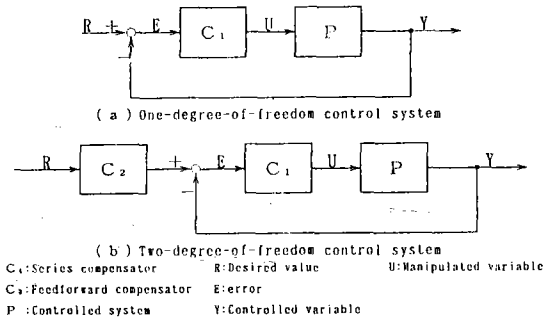 R + E C₁ U P Y
−
( a ) One-degree-of-freedom control system
R C₂ + E C₁ U P Y
−
( b ) Two-degree-of-freedom control system
C₁:Series compensator R:Desired value U:Manipulated variable
C₂:Feedforward compensator E:error
P :Controlled system Y:Controlled variable